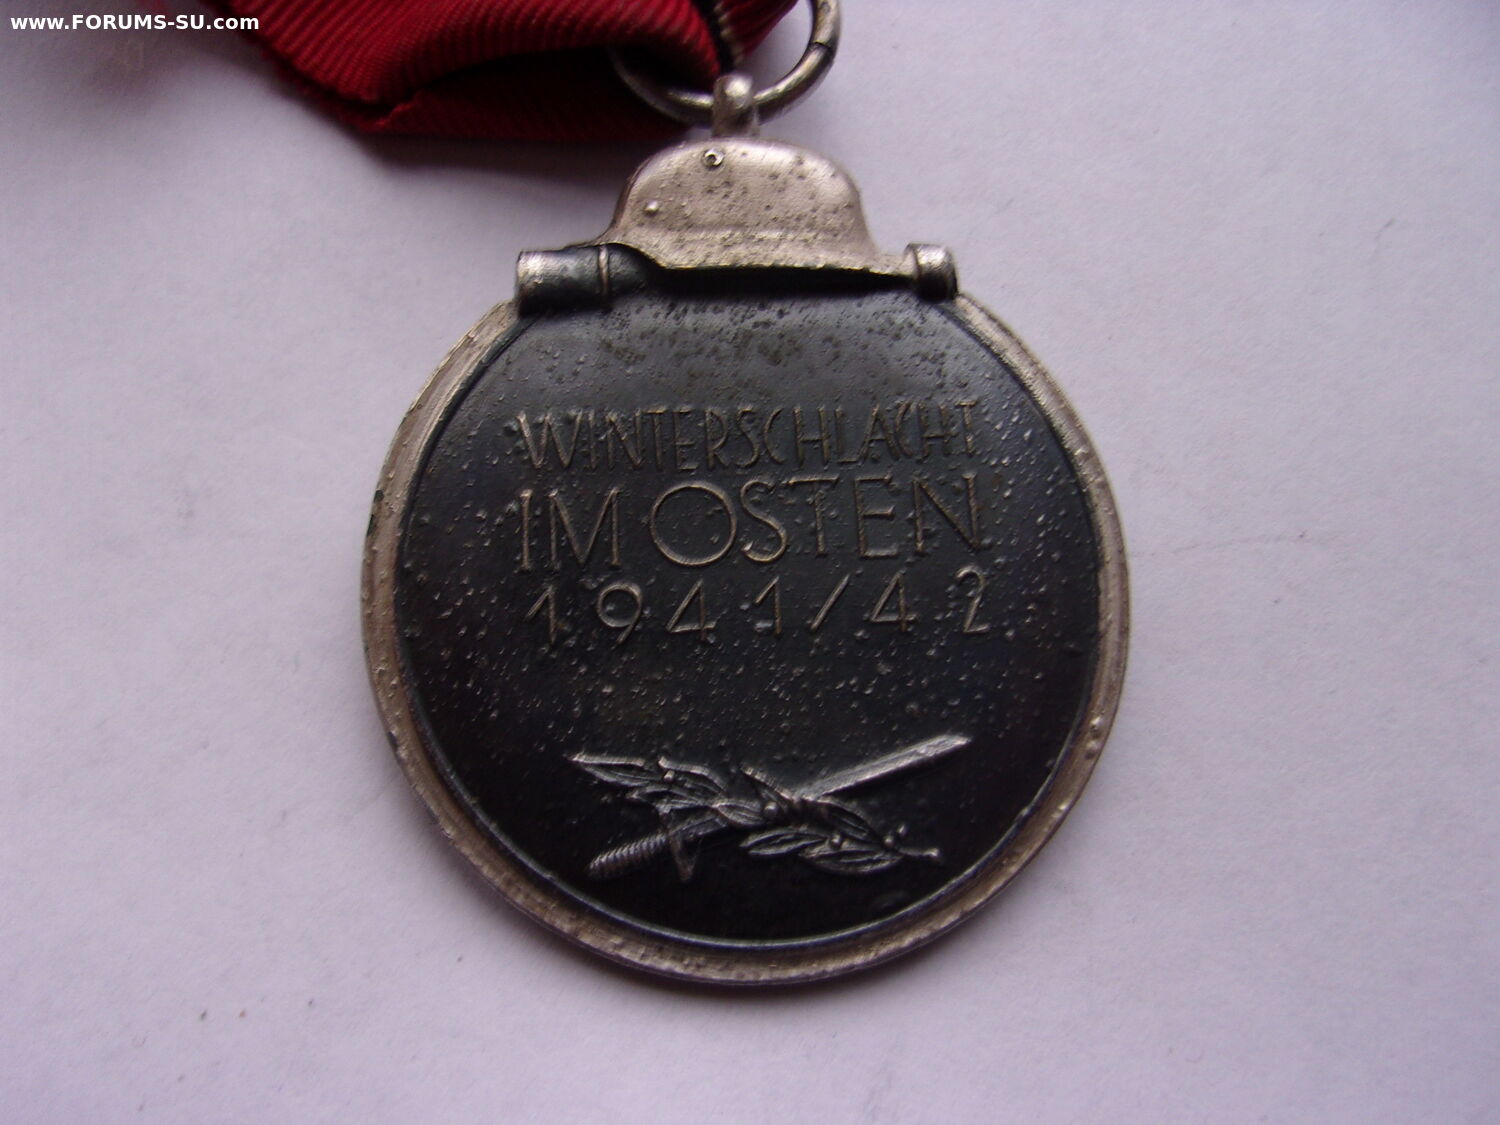 www.FORUMS-SU.com
WINTERSCHLACHT
IM OSTEN
1941/42